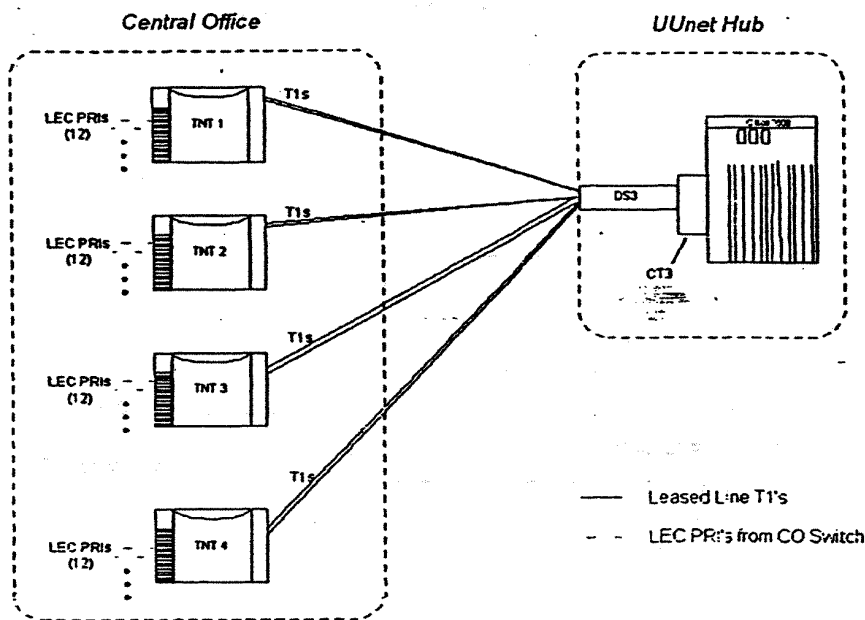 Central Office
UUnet Hub
T1s
LEC PRIs
(12)
TNT 1
T1s
LEC PRIs
(12)
TNT 2
DS3
CT3
T1s
LEC PRIs
(12)
TNT 3
T1s
LEC PRIs
(12)
TNT 4
Leased Line T1's
LEC PRI's from CO Switch